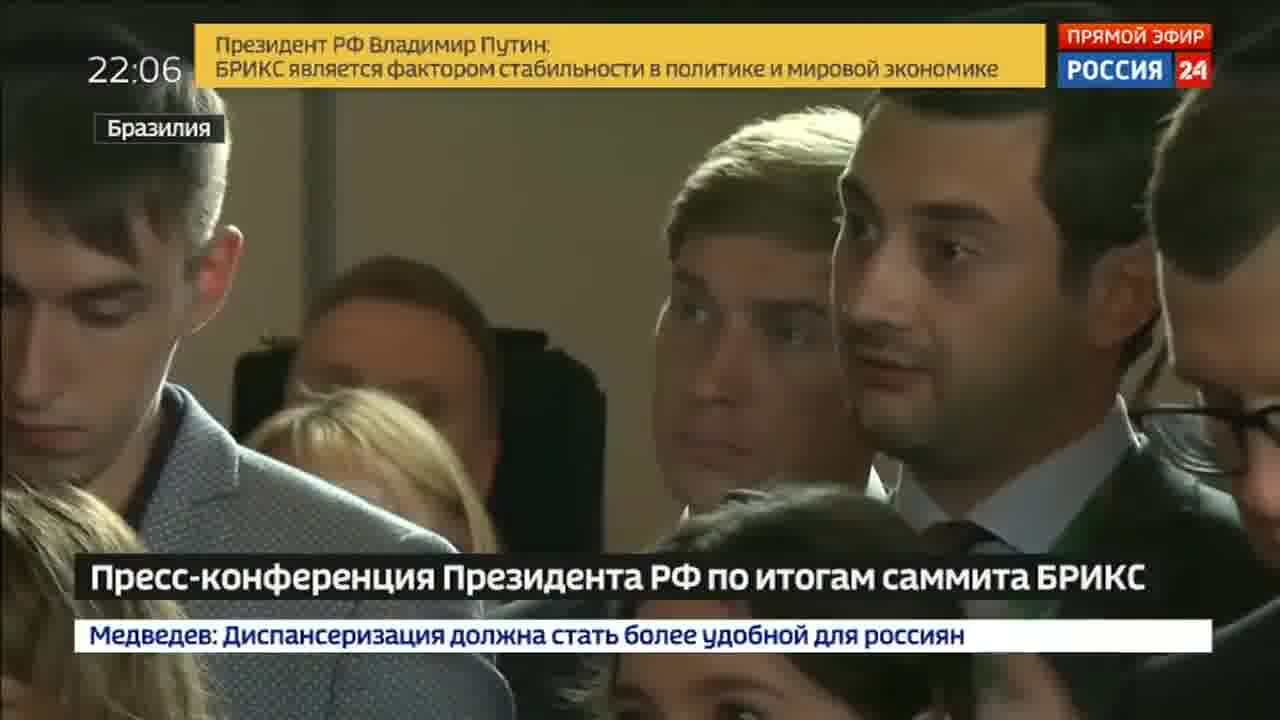 Президент РФ Владимир Путин:
БРИКС является фактором стабильности в политике и мировой экономике
ПРЯМОЙ ЭФИР
РОССИЯ 24
22:06
Бразилия
Пресс-конференция Президента РФ по итогам саммита БРИКС
Медведев: Диспансеризация должна стать более удобной для россиян